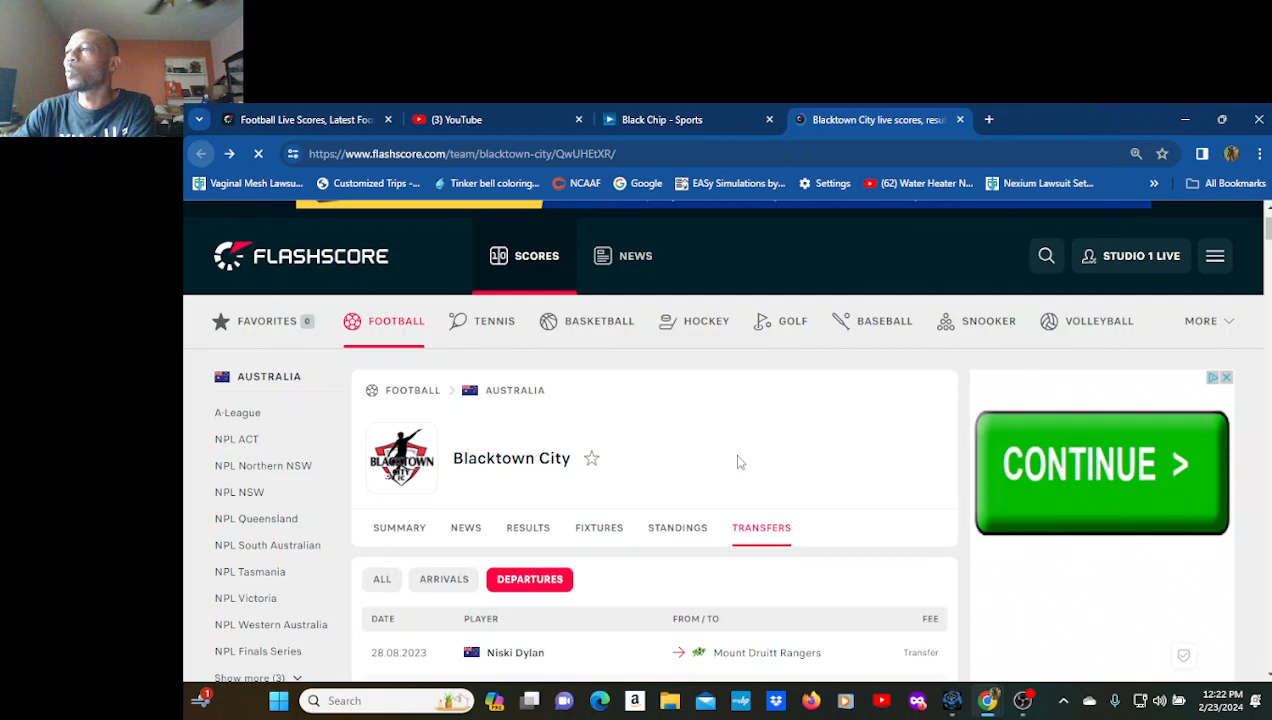 Football Live Scores, Latest Foo
(3) YouTube
Black Chip - Sports
Blacktown City live scores, resu
https://www.flashscore.com/team/blacktown-city/QwUHEtXR/
Vaginal Mesh Lawsu...
Customized Trips -...
Tinker bell coloring...
NCAAF
Google
EASy Simulations by...
Settings
(62) Water Heater N...
Nexium Lawsuit Set...
»
All Bookmarks
FLASHSCORE
SCORES
NEWS
STUDIO 1 LIVE
FAVORITES 0
FOOTBALL
TENNIS
BASKETBALL
HOCKEY
GOLF
BASEBALL
SNOOKER
VOLLEYBALL
MORE
AUSTRALIA
A-League
NPL ACT
NPL Northern NSW
NPL NSW
NPL Queensland
NPL South Australian
NPL Tasmania
NPL Victoria
NPL Western Australia
NPL Finals Series
Show more (3)
FOOTBALL > AUSTRALIA
BLACKTOWN
CITY FC
Blacktown City
SUMMARY
NEWS
RESULTS
FIXTURES
STANDINGS
TRANSFERS
ALL
ARRIVALS
DEPARTURES
DATE PLAYER FROM / TO FEE
28.08.2023 Niski Dylan Mount Druitt Rangers Transfer
CONTINUE >
1
Search
PRE
12:22 PM
2/23/2024